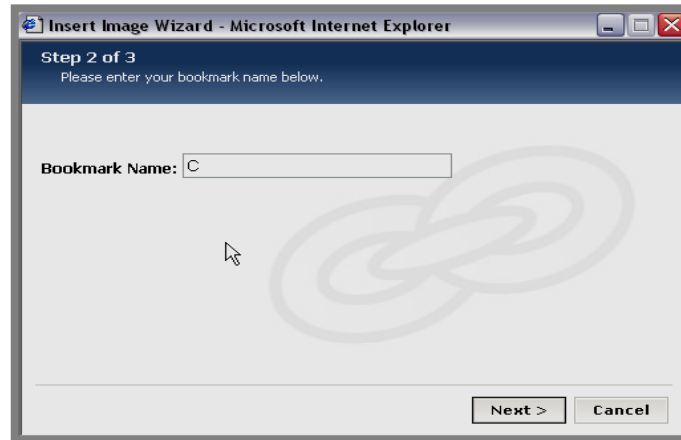 Insert Image Wizard - Microsoft Internet Explorer
Step 2 of 3
Please enter your bookmark name below.
Bookmark Name: C
Next > Cancel